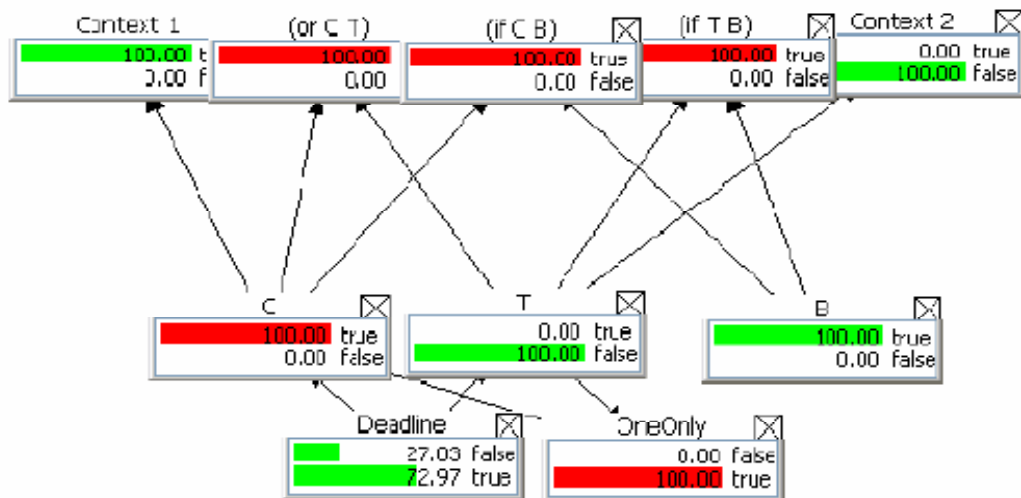 Context 1
(or C T)
(if C B)
(if T B)
Context 2
100.00 t
0.00 f
100.00
0.00
100.00 true
0.00 false
100.00 true
0.00 false
0.00 true
100.00 false
C
T
B
100.00 true
0.00 false
0.00 true
100.00 false
100.00 true
0.00 false
Deadline
OneOnly
27.03 false
72.97 true
0.00 false
100.00 true